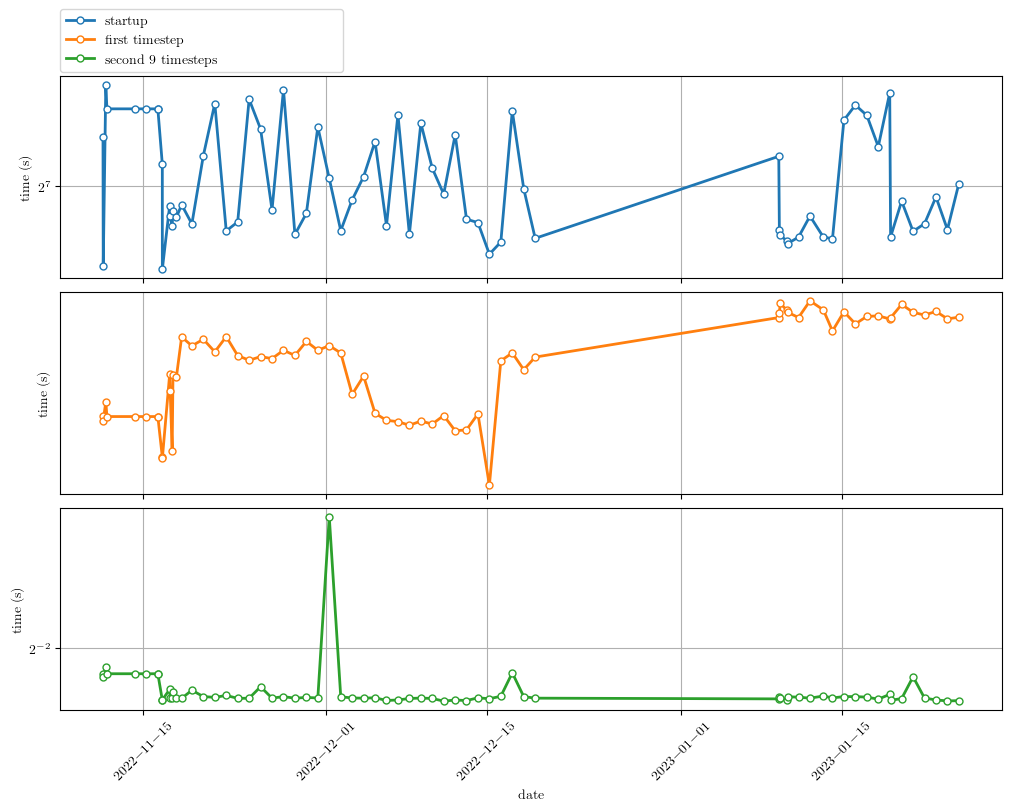 startup
first timestep
second 9 timesteps
time (s)
2^7
time (s)
time (s)
2^−2
2022−11−15
2022−12−01
2022−12−15
2023−01−01
2023−01−15
date